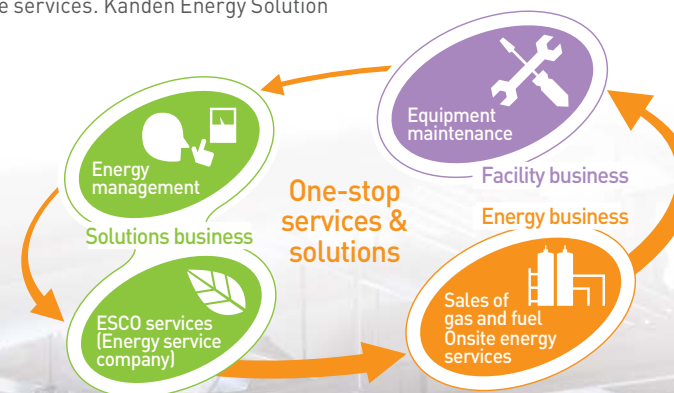 services. Kanden Energy Solution
Equipment
maintenance
Facility business
Energy
management
Solutions business
One-stop
services &
solutions
Energy business
ESCO services
(Energy service
company)
Sales of
gas and fuel
Onsite energy
services